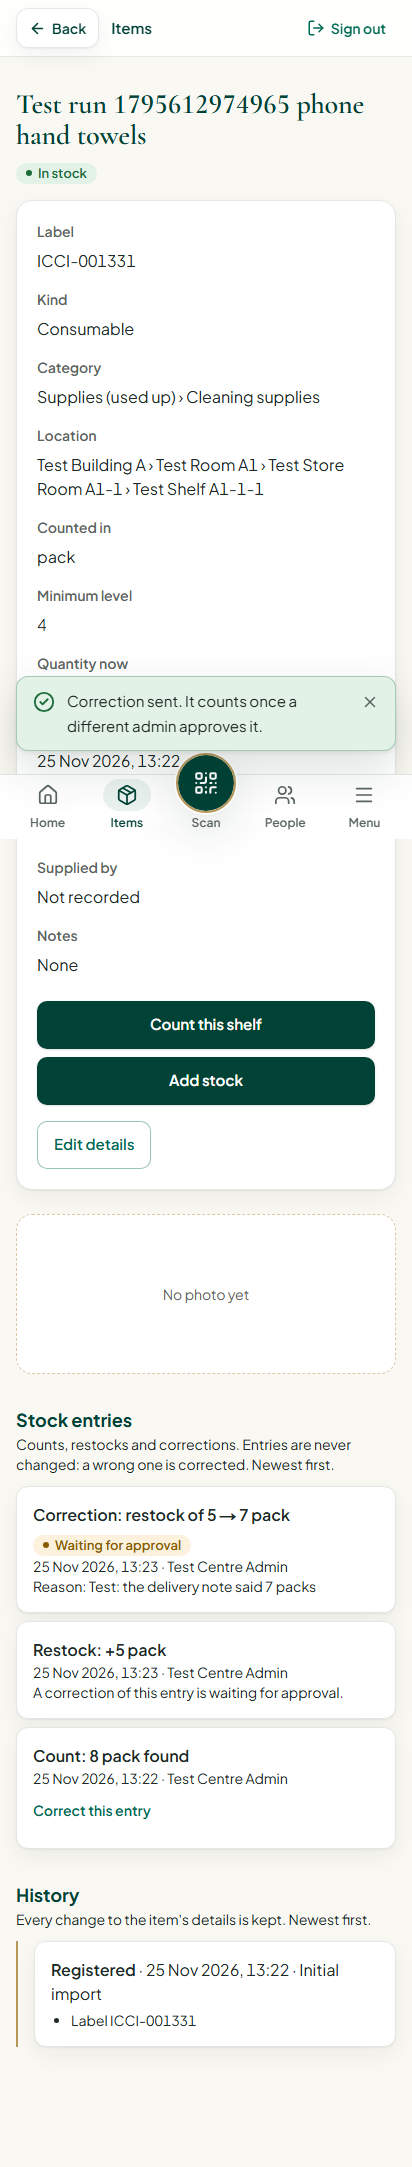 Back
Items
Sign out
Test run 1795612974965 phone
hand towels
In stock
Label
ICCI-001331
Kind
Consumable
Category
Supplies (used up) › Cleaning supplies
Location
Test Building A › Test Room A1 › Test Store
Room A1-1 › Test Shelf A1-1-1
Counted in
pack
Minimum level
4
Quantity now
Correction sent. It counts once a
different admin approves it.
25 Nov 2026, 13:22
Home
Items
Scan
People
Menu
Supplied by
Not recorded
Notes
None
Count this shelf
Add stock
Edit details
No photo yet
Stock entries
Counts, restocks and corrections. Entries are never
changed: a wrong one is corrected. Newest first.
Correction: restock of 5 → 7 pack
Waiting for approval
25 Nov 2026, 13:23 · Test Centre Admin
Reason: Test: the delivery note said 7 packs
Restock: +5 pack
25 Nov 2026, 13:23 · Test Centre Admin
A correction of this entry is waiting for approval.
Count: 8 pack found
25 Nov 2026, 13:22 · Test Centre Admin
Correct this entry
History
Every change to the item's details is kept. Newest first.
Registered · 25 Nov 2026, 13:22 · Initial
import
Label ICCI-001331